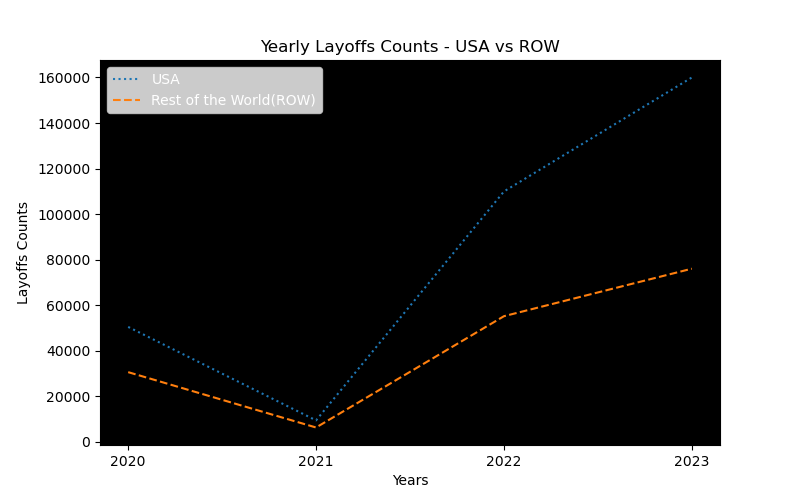 Yearly Layoffs Counts - USA vs ROW
USA
Rest of the World(ROW)
160000
140000
120000
100000
80000
60000
40000
20000
0
Layoffs Counts
2020 2021 2022 2023
Years